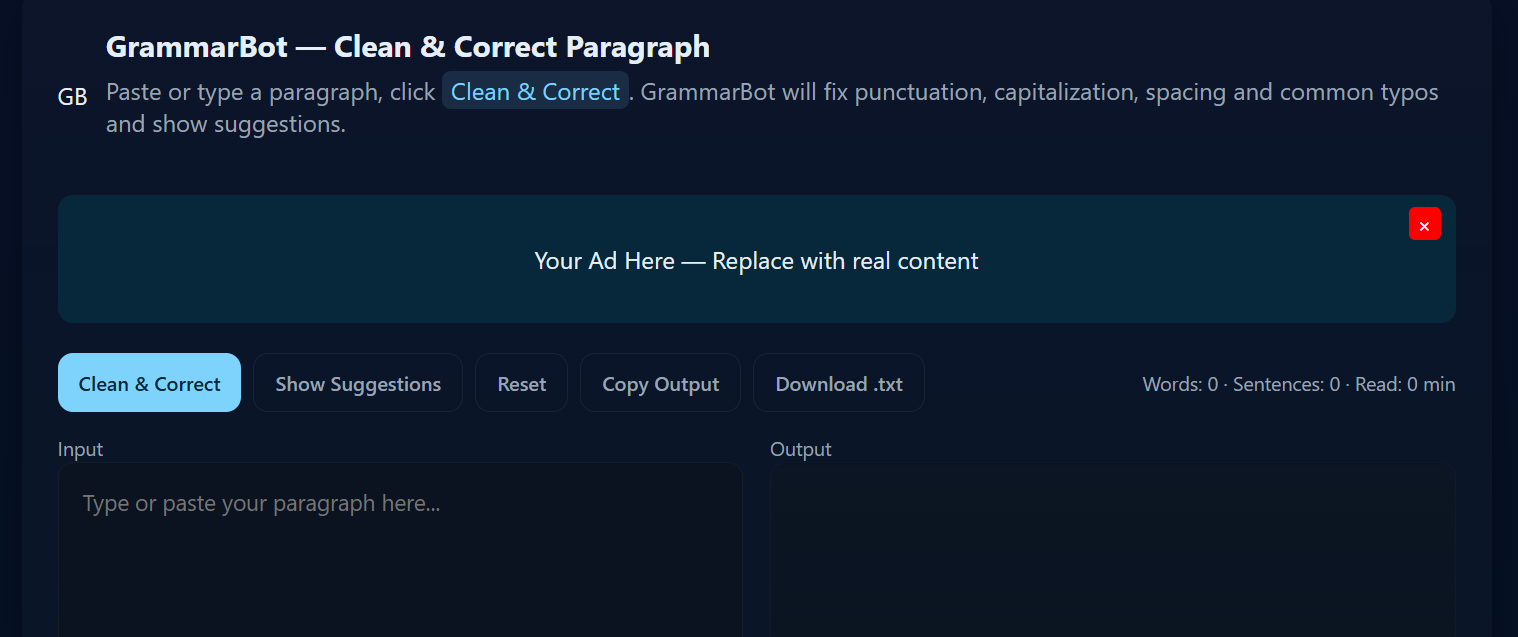 GrammarBot — Clean & Correct Paragraph
GB
Paste or type a paragraph, click Clean & Correct. GrammarBot will fix punctuation, capitalization, spacing and common typos
and show suggestions.
×
Your Ad Here — Replace with real content
Clean & Correct
Show Suggestions
Reset
Copy Output
Download .txt
Words: 0 · Sentences: 0 · Read: 0 min
Input
Output
Type or paste your paragraph here...